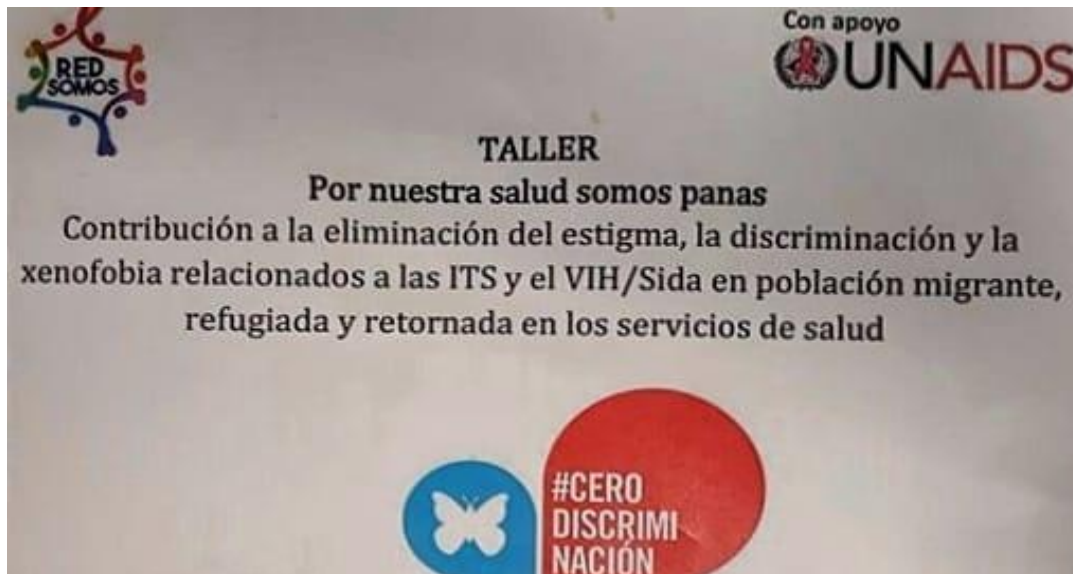 RED
SOMOS
Con apoyo
UNAIDS
TALLER
Por nuestra salud somos panas
Contribución a la eliminación del estigma, la discriminación y la
xenofobia relacionados a las ITS y el VIH/Sida en población migrante,
refugiada y retornada en los servicios de salud
#CERO
DISCRIMI
NACIÓN